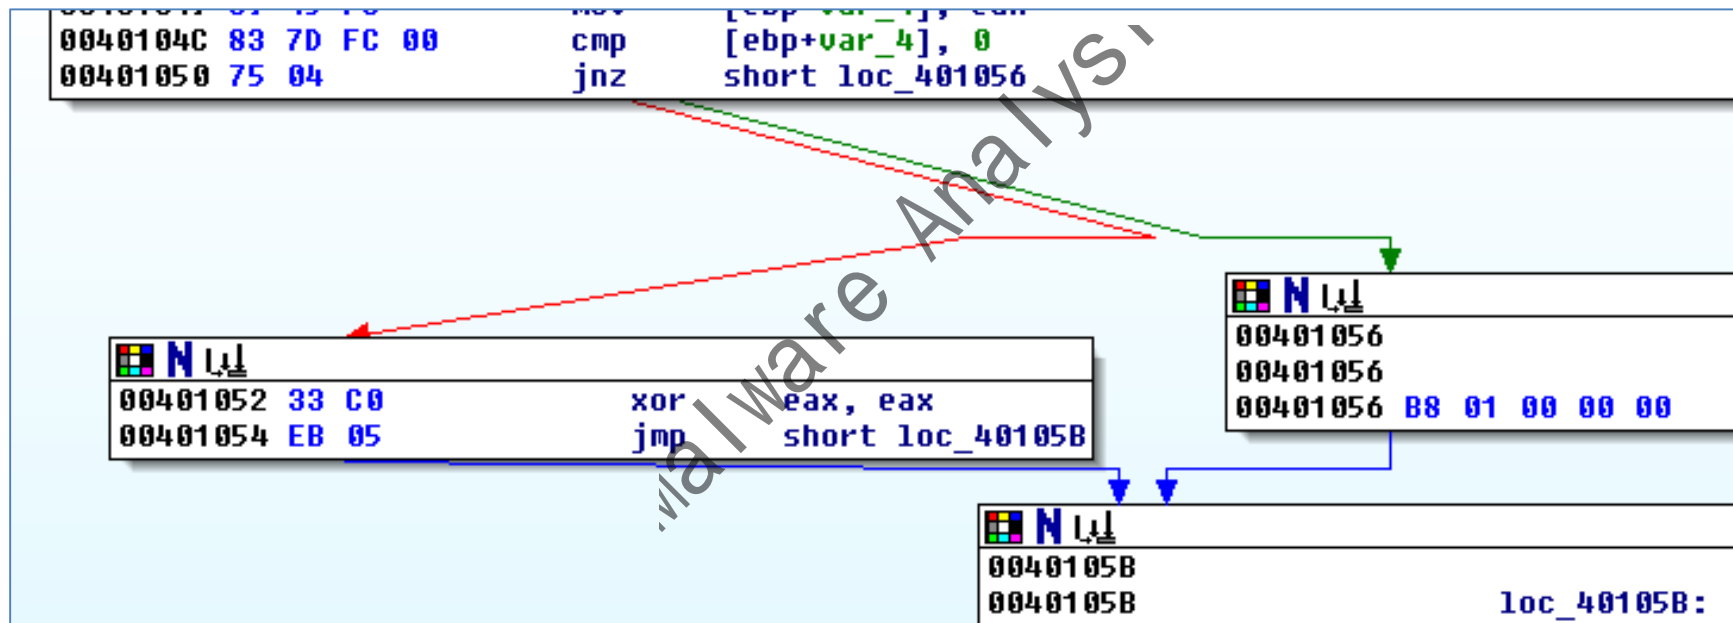 0040104C 83 7D FC 00 cmp [ebp+var_4], 0
00401050 75 04 jnz short loc_401056
Malware Analys
00401056
00401056
00401056 B8 01 00 00 00
00401052 33 C0 xor eax, eax
00401054 EB 05 jmp short loc_40105B
0040105B
0040105B loc_40105B: